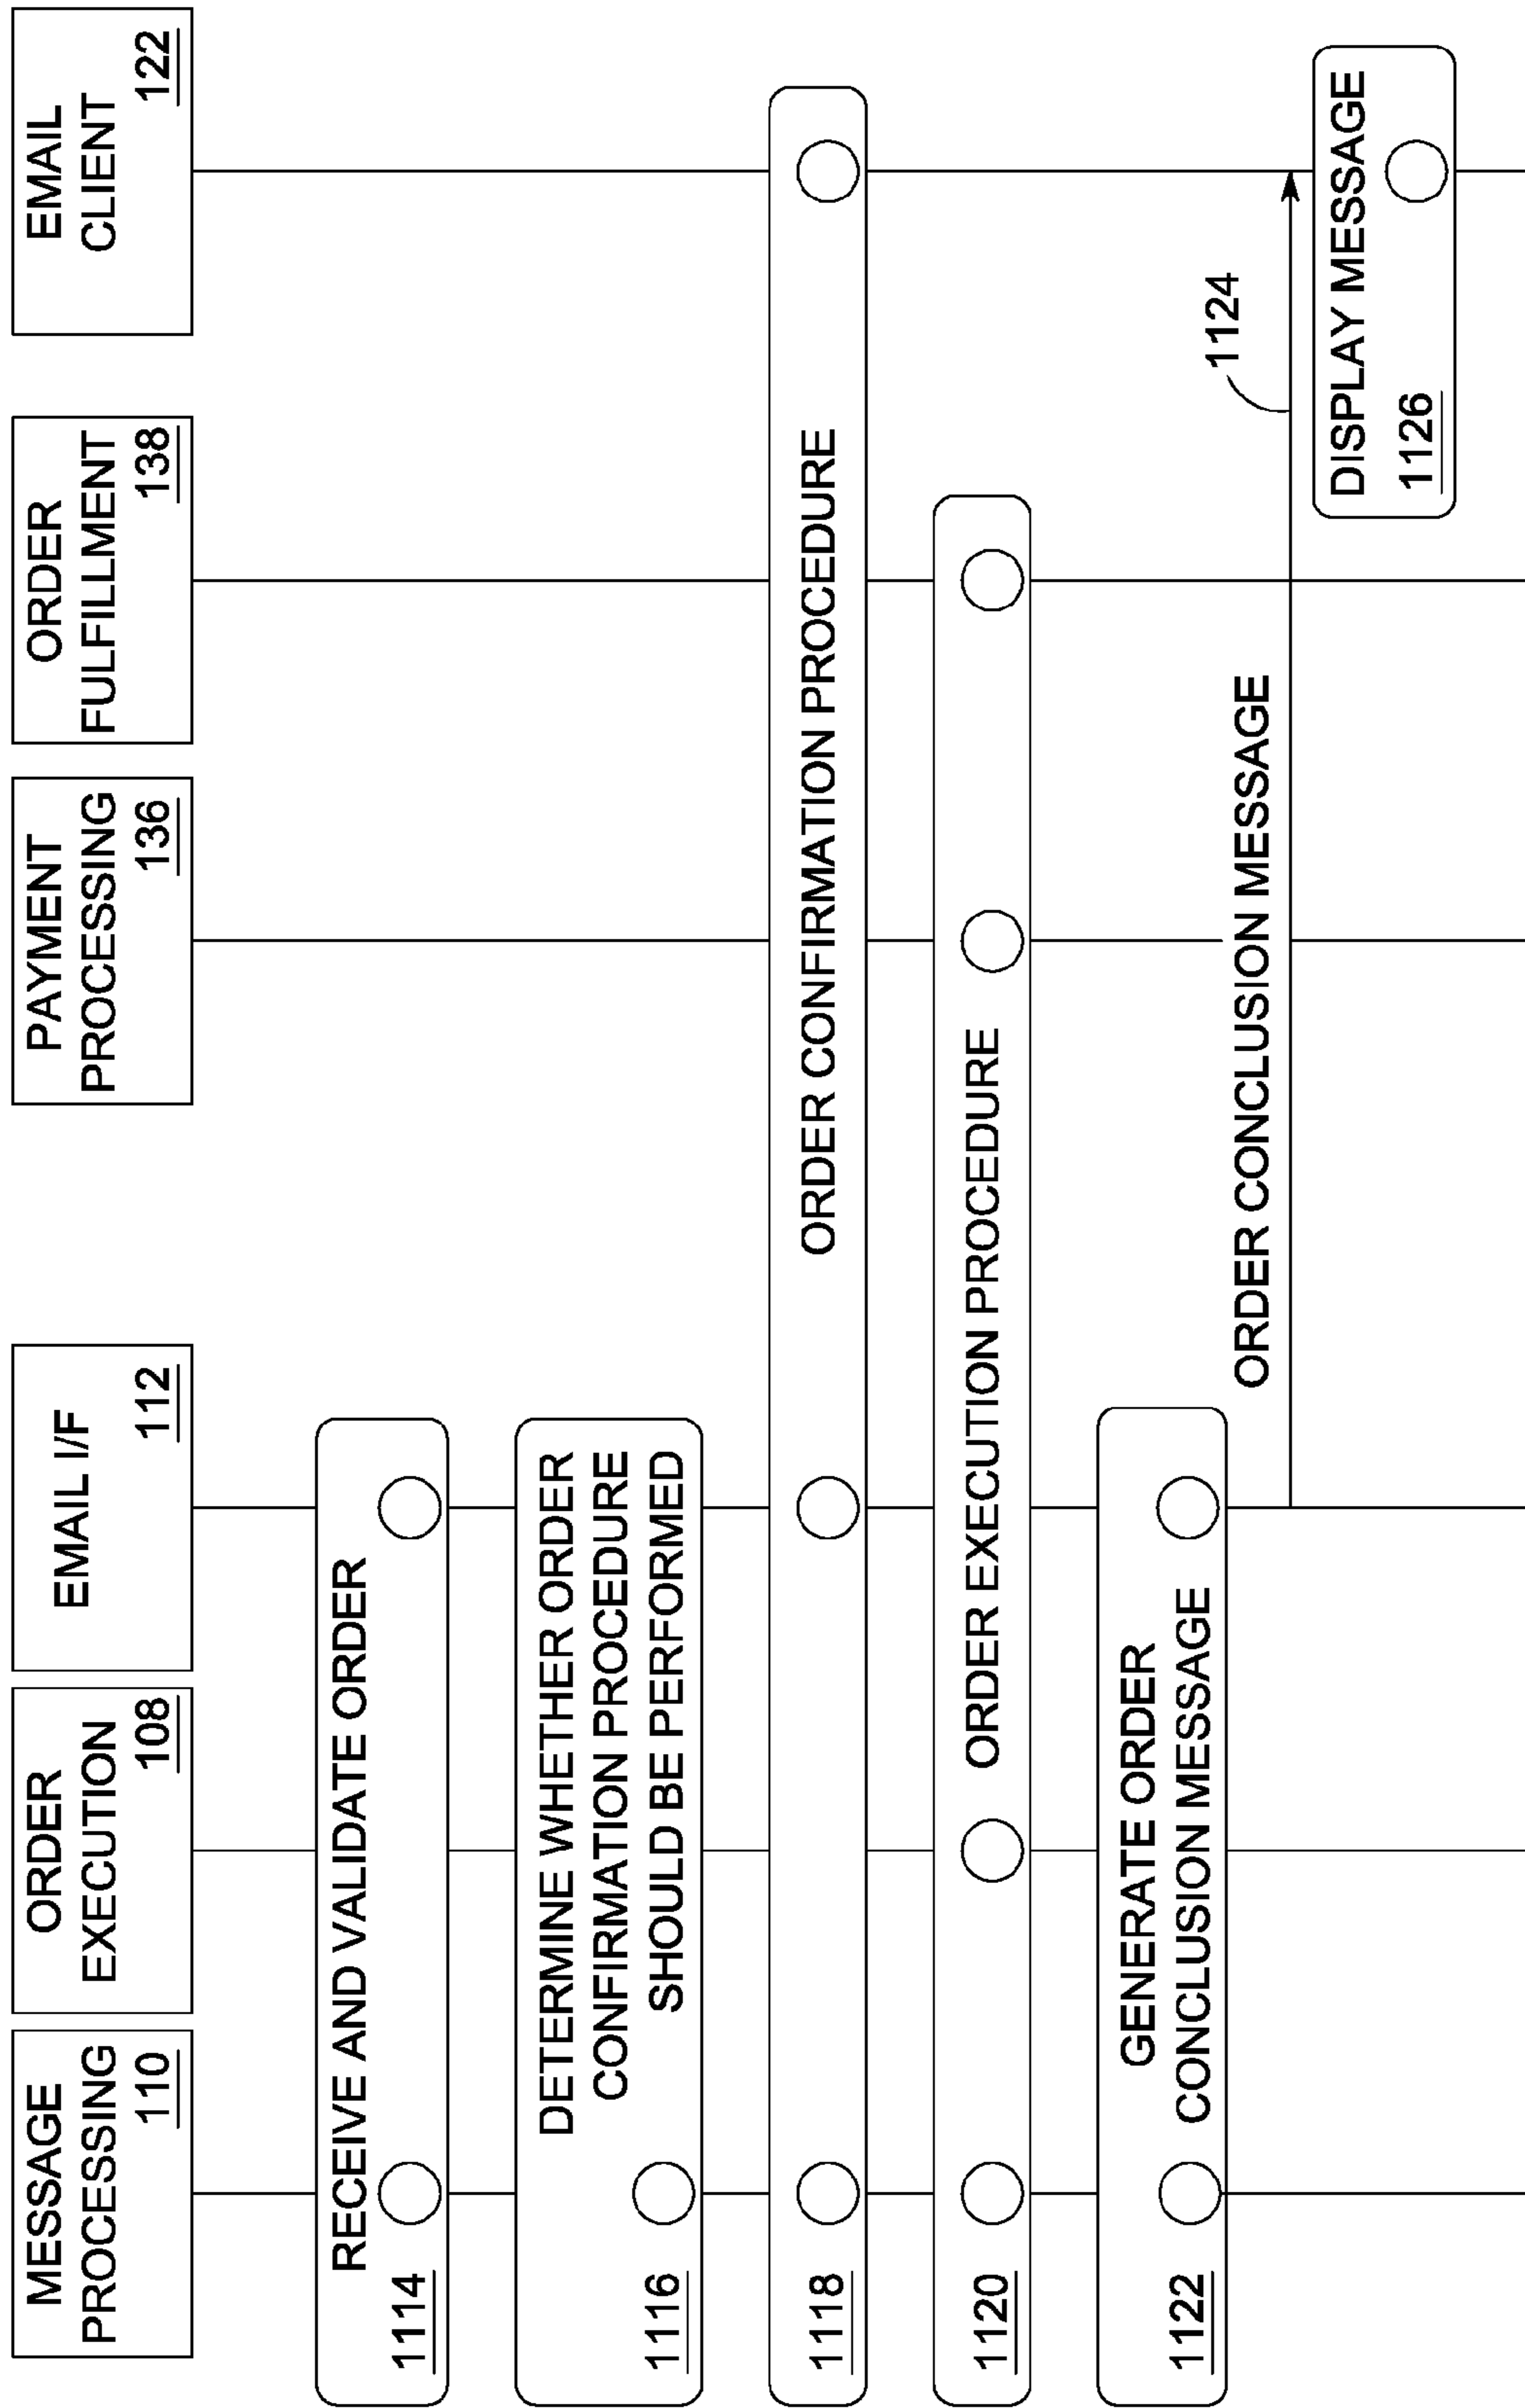 MESSAGE
PROCESSING
110
ORDER
EXECUTION
108
EMAIL I/F
112
PAYMENT
PROCESSING
136
ORDER
FULFILLMENT
138
EMAIL
CLIENT
122
RECEIVE AND VALIDATE ORDER
1114
DETERMINE WHETHER ORDER
CONFIRMATION PROCEDURE
SHOULD BE PERFORMED
1116
ORDER CONFIRMATION PROCEDURE
1118
ORDER EXECUTION PROCEDURE
1120
GENERATE ORDER
CONCLUSION MESSAGE
1122
ORDER CONCLUSION MESSAGE
1124
DISPLAY MESSAGE
1126